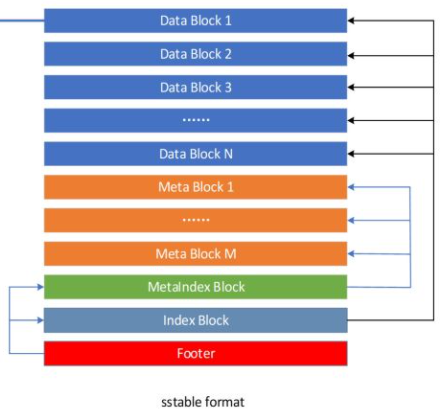 Data Block 1
Data Block 2
Data Block 3
......
Data Block N
Meta Block 1
......
Meta Block M
MetaIndex Block
Index Block
Footer
sstable format